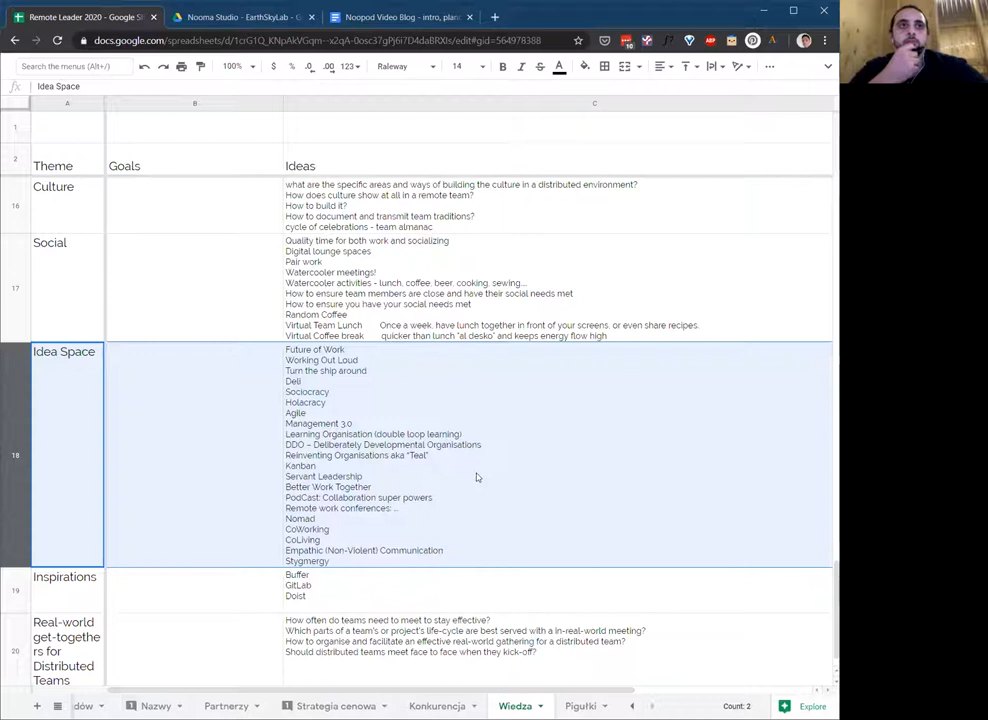 Remote Leader 2020 - Google S
Nooma Studio - EarthSkyLab - G
Noopod Video Blog - intro, plan
docs.google.com/spreadsheets/d/
Search the menus (Alt+/)
100%
$
%
.0
.00
123
Raleway
14
B
I
S
A
fx
Idea Space
A
B
C
1
2
Theme
Goals
Ideas
16
Culture
what are the specific areas and ways of building the culture in a distributed environment?
How does culture show at all in a remote team?
How to build it?
How to document and transmit team traditions?
cycle of celebrations - team almanac
17
Social
Quality time for both work and socializing
Digital lounge spaces
Pair work
Watercooler meetings!
Watercooler activities - lunch, coffee, beer, cooking, sewing...
How to ensure team members are close and have their social needs met
How to ensure you have your social needs met
Random Coffee
Virtual Team Lunch Once a week, have lunch together in front of your screens, or even share recipes.
Virtual Coffee break quicker than lunch "al desko" and keeps energy flow high
18
Idea Space
Future of Work
Working Out Loud
Turn the ship around
Deli
Sociocracy
Holacracy
Agile
Management 3.0
Learning Organisation (double loop learning)
DDO – Deliberately Developmental Organisations
Reinventing Organisations aka "Teal"
Kanban
Servant Leadership
Better Work Together
PodCast: Collaboration super powers
Remote work conferences: ...
Nomad
CoWorking
CoLiving
Empathic (Non-Violent) Communication
Stygmergy
19
Inspirations
Buffer
GitLab
Doist
20
Real-world
get-togethe
rs for
Distributed
Teams
How often do teams need to meet to stay effective?
Which parts of a team's or project's life-cycle are best served with a in-real-world meeting?
How to organise and facilitate an effective real-world gathering for a distributed team?
Should distributed teams meet face to face when they kick-off?
dów
1
Nazwy
Partnerzy
1
Strategia cenowa
Konkurencja
Wiedza
Pigułki
Count: 2
Explore